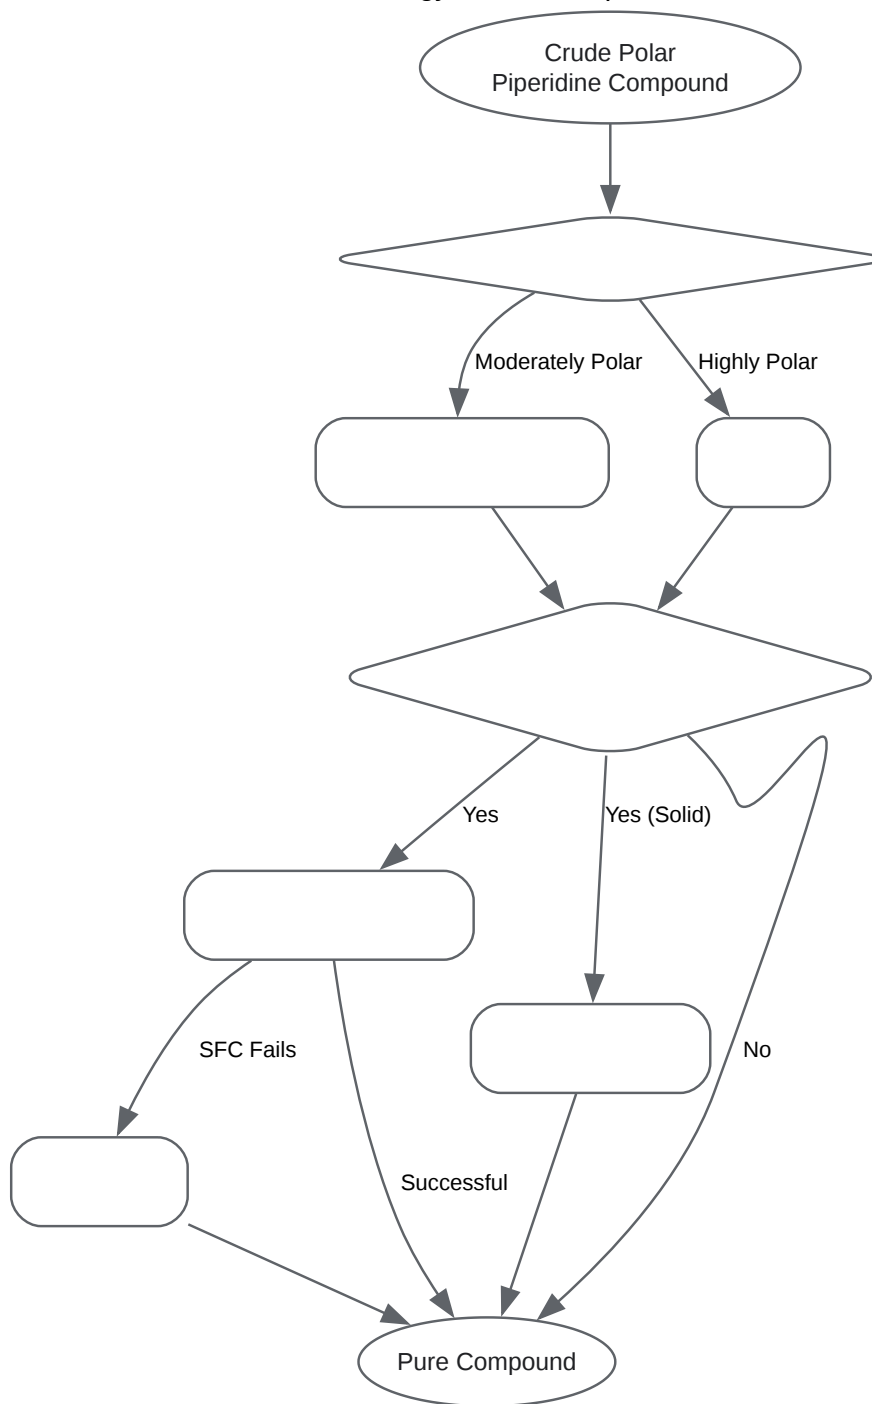 Crude Polar
Piperidine Compound
Moderately Polar
Highly Polar
Yes
Yes (Solid)
SFC Fails
No
Successful
Pure Compound